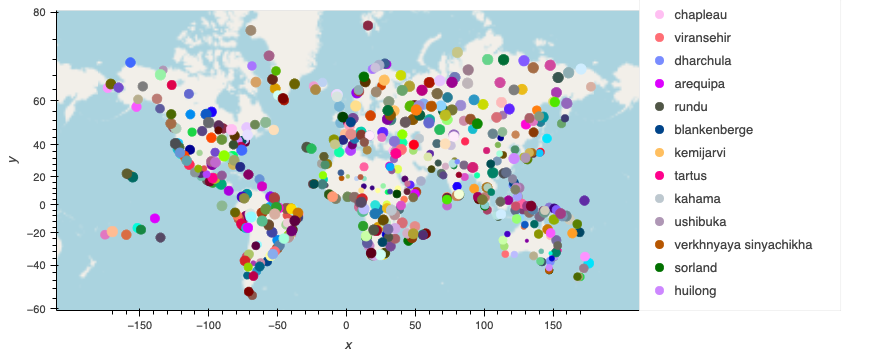 80
60
40
20
0
−20
−40
−60
y
−150
−100
−50
0
50
100
150
x
chapleau
viransehir
dharchula
arequipa
rundu
blankenberge
kemijarvi
tartus
kahama
ushibuka
verkhnyaya sinyachikha
sorland
huilong